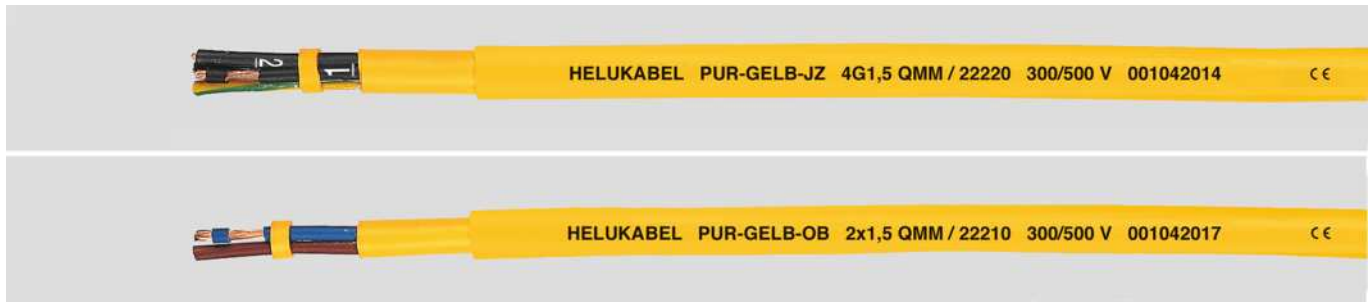 2 1 HELUKABEL PUR-GELB-JZ 4G1,5 QMM / 22220 300/500 V 001042014 CE
HELUKABEL PUR-GELB-OB 2x1,5 QMM / 22210 300/500 V 001042017 CE